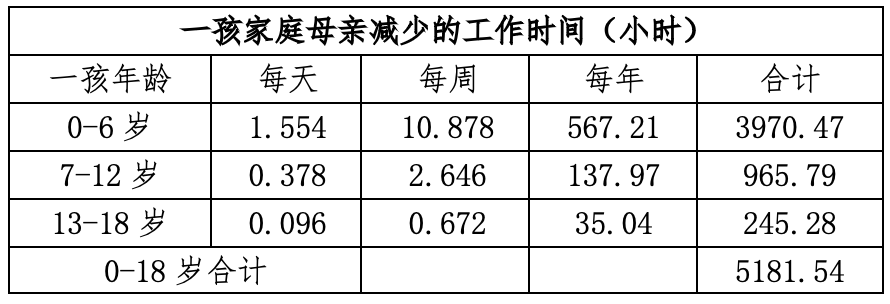 一孩家庭母亲减少的工作时间（小时）
一孩年龄 每天 每周 每年 合计
0-6 岁 1.554 10.878 567.21 3970.47
7-12 岁 0.378 2.646 137.97 965.79
13-18 岁 0.096 0.672 35.04 245.28
0-18 岁合计 5181.54